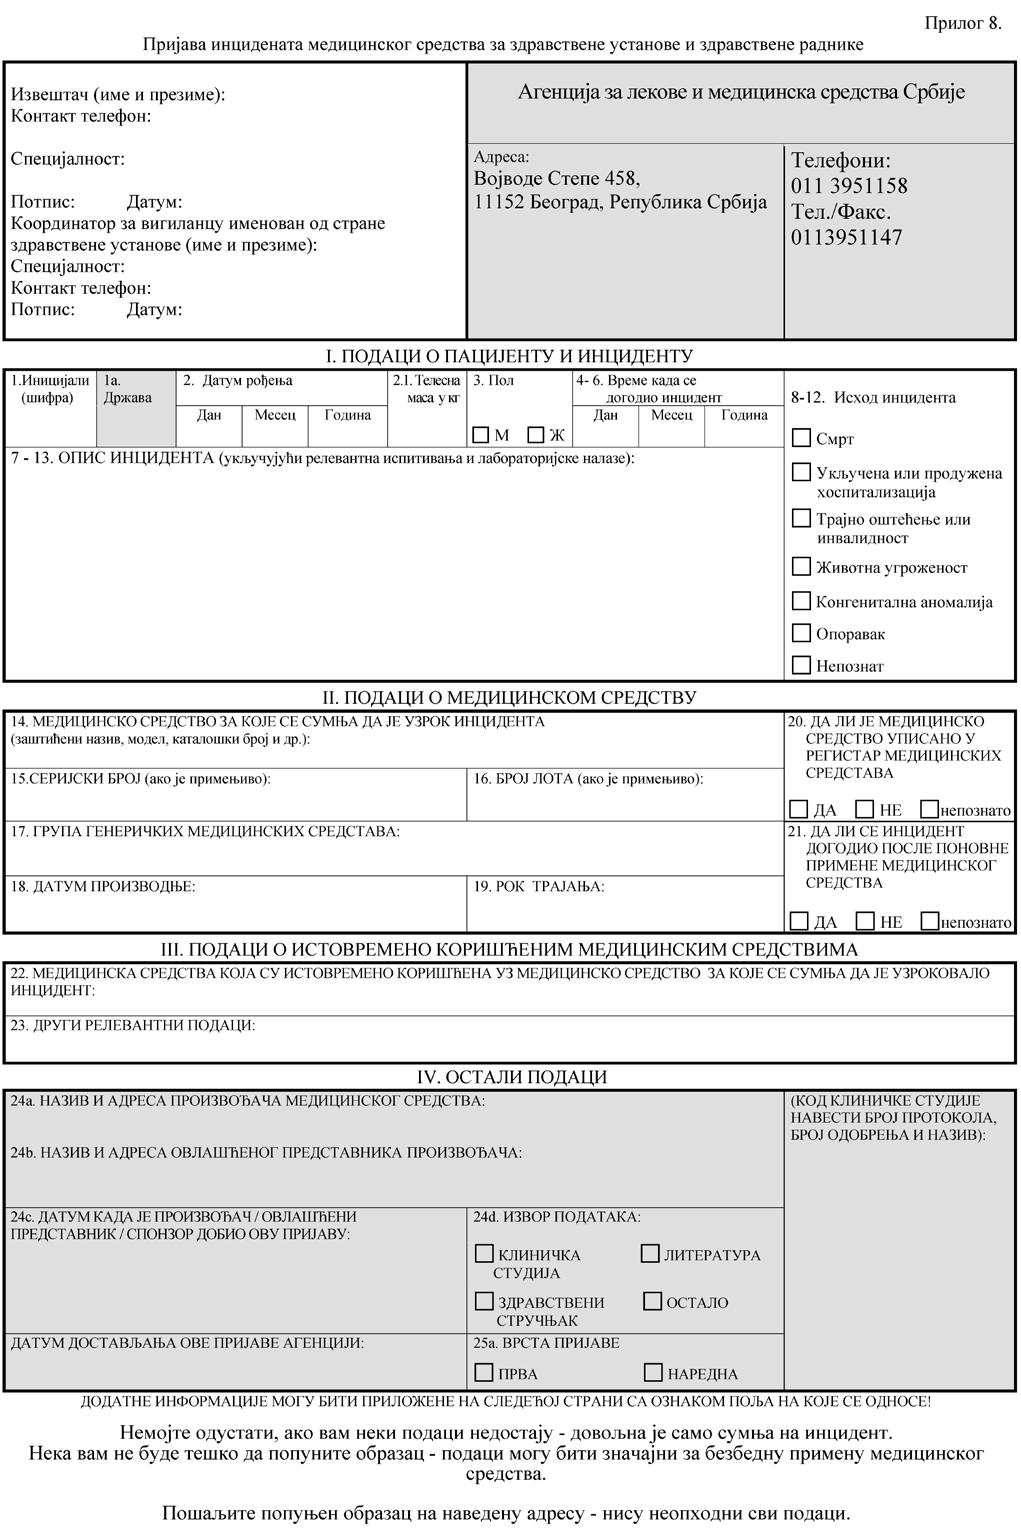 Прилог 8.
Пријава инцидената медицинског средства за здравствене установе и здравствене раднике
Извештач (име и презиме):
Контакт телефон:
Специјалност:
Потпис: Датум:
Координатор за вигиланцу именован од стране
здравствене установе (име и презиме):
Специјалност:
Контакт телефон:
Потпис: Датум:
Агенција за лекове и медицинска средства Србије
Адреса:
Војводе Степе 458,
11152 Београд, Република Србија
Телефони:
011 3951158
Тел./Факс.
0113951147
I. ПОДАЦИ О ПАЦИЈЕНТУ И ИНЦИДЕНТУ
1.Иницијали
(шифра)
1а.
Држава
2. Датум рођења
Дан Месец Година
2.1. Телесна
маса у кг
3. Пол
М Ж
4- 6. Време када се
догодио инцидент
Дан Месец Година
8-12. Исход инцидента
Смрт
Укључена или продужена
хоспитализација
Трајно оштећење или
инвалидност
Животна угроженост
Конгенитална аномалија
Опоравак
Непознат
7 - 13. ОПИС ИНЦИДЕНТА (укључујући релевантна испитивања и лабораторијске налазе):
II. ПОДАЦИ О МЕДИЦИНСКОМ СРЕДСТВУ
14. МЕДИЦИНСКО СРЕДСТВО ЗА КОЈЕ СЕ СУМЊА ДА ЈЕ УЗРОК ИНЦИДЕНТА
(заштићени назив, модел, каталошки број и др.):
15.СЕРИЈСКИ БРОЈ (ако је примењиво):
16. БРОЈ ЛОТА (ако је примењиво):
17. ГРУПА ГЕНЕРИЧКИХ МЕДИЦИНСКИХ СРЕДСТАВА:
18. ДАТУМ ПРОИЗВОДЊЕ:
19. РОК ТРАЈАЊА:
20. ДА ЛИ ЈЕ МЕДИЦИНСКО
СРЕДСТВО УПИСАНО У
РЕГИСТАР МЕДИЦИНСКИХ
СРЕДСТАВА
ДА НЕ непознато
21. ДА ЛИ СЕ ИНЦИДЕНТ
ДОГОДИО ПОСЛЕ ПОНОВНЕ
ПРИМЕНЕ МЕДИЦИНСКОГ
СРЕДСТВА
ДА НЕ непознато
III. ПОДАЦИ О ИСТОВРЕМЕНО КОРИШЋЕНИМ МЕДИЦИНСКИМ СРЕДСТВИМА
22. МЕДИЦИНСКА СРЕДСТВА КОЈА СУ ИСТОВРЕМЕНО КОРИШЋЕНА УЗ МЕДИЦИНСКО СРЕДСТВО ЗА КОЈЕ СЕ СУМЊА ДА ЈЕ УЗРОКОВАЛО
ИНЦИДЕНТ:
23. ДРУГИ РЕЛЕВАНТНИ ПОДАЦИ:
IV. ОСТАЛИ ПОДАЦИ
24а. НАЗИВ И АДРЕСА ПРОИЗВОЂАЧА МЕДИЦИНСКОГ СРЕДСТВА:
24b. НАЗИВ И АДРЕСА ОВЛАШЋЕНОГ ПРЕДСТАВНИКА ПРОИЗВОЂАЧА:
(КОД КЛИНИЧКЕ СТУДИЈЕ
НАВЕСТИ БРОЈ ПРОТОКОЛА,
БРОЈ ОДОБРЕЊА И НАЗИВ):
24c. ДАТУМ КАДА ЈЕ ПРОИЗВОЂАЧ / ОВЛАШЋЕНИ
ПРЕДСТАВНИК / СПОНЗОР ДОБИО ОВУ ПРИЈАВУ:
24d. ИЗВОР ПОДАТАКА:
КЛИНИЧКА
СТУДИЈА
ЛИТЕРАТУРА
ЗДРАВСТВЕНИ
СТРУЧЊАК
ОСТАЛО
ДАТУМ ДОСТАВЉАЊА ОВЕ ПРИЈАВЕ АГЕНЦИЈИ:
25а. ВРСТА ПРИЈАВЕ
ПРВА НАРЕДНА
ДОДАТНЕ ИНФОРМАЦИЈЕ МОГУ БИТИ ПРИЛОЖЕНЕ НА СЛЕДЕЋОЈ СТРАНИ СА ОЗНАКОМ ПОЉА НА КОЈЕ СЕ ОДНОСЕ!
Немојте одустати, ако вам неки подаци недостају - довољна је само сумња на инцидент.
Нека вам не буде тешко да попуните образац - подаци могу бити значајни за безбедну примену медицинског
средства.
Пошаљите попуњен образац на наведену адресу - нису неопходни сви подаци.